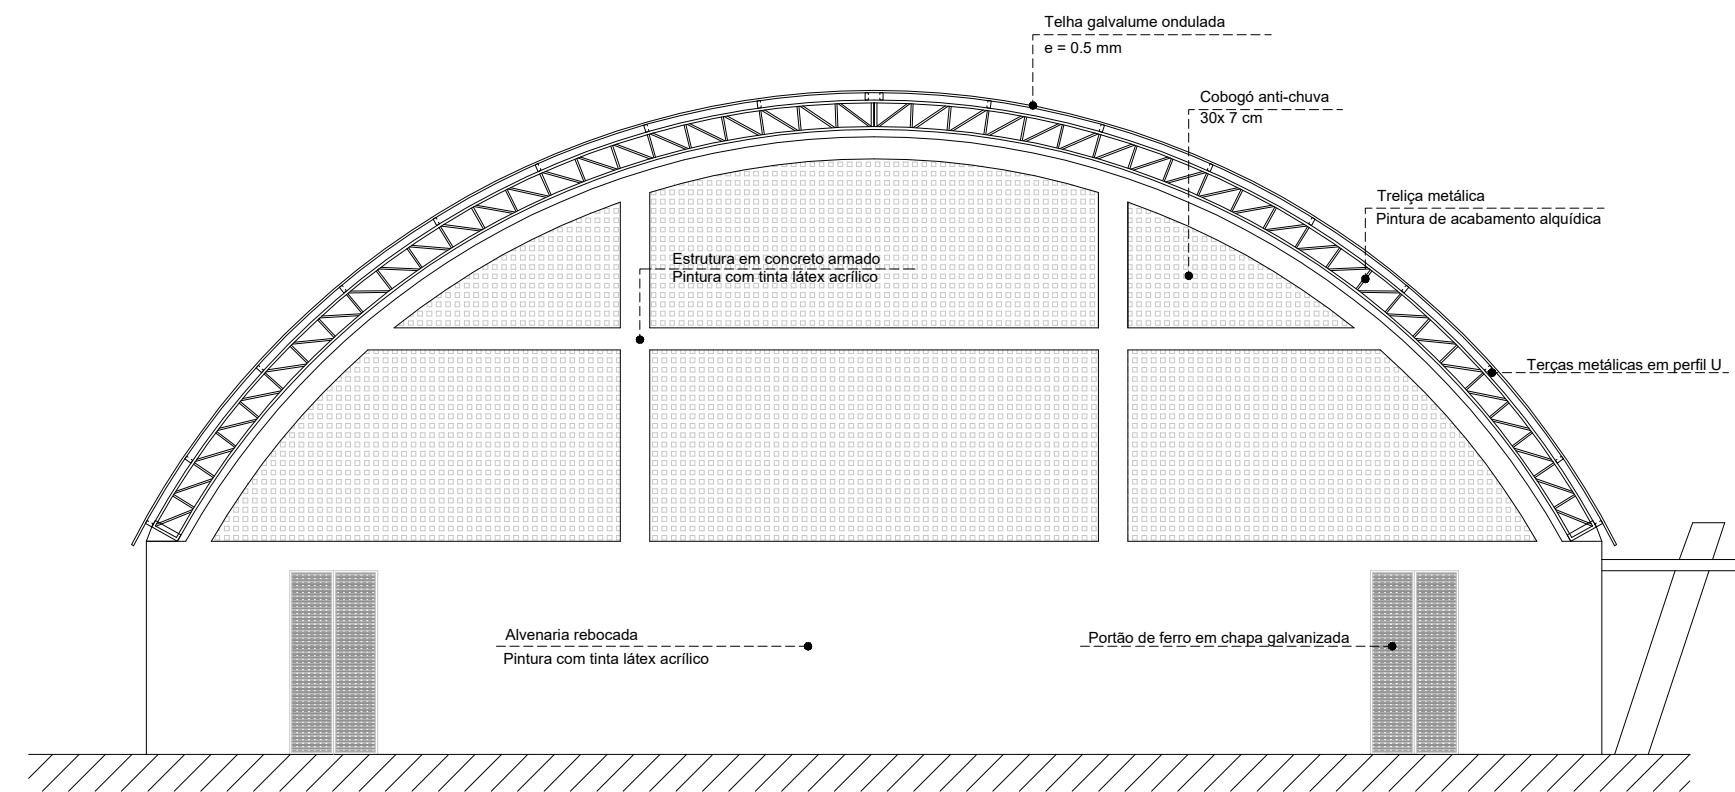 Telha galvalume ondulada
e = 0.5 mm
Cobogó anti-chuva
30x 7 cm
Treliça metálica
Pintura de acabamento alquídica
Estrutura em concreto armado
Pintura com tinta látex acrílico
Terças metálicas em perfil U
Alvenaria rebocada
Pintura com tinta látex acrílico
Portão de ferro em chapa galvanizada